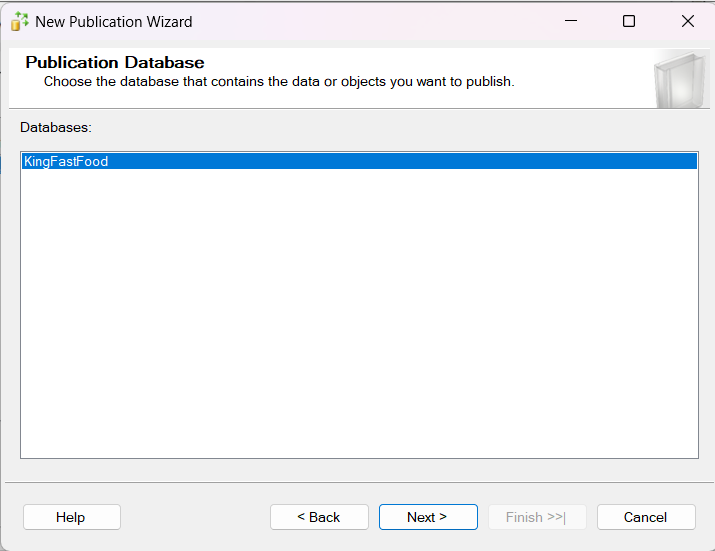 New Publication Wizard
Publication Database
Choose the database that contains the data or objects you want to publish.
Databases:
KingFastFood
Help
< Back
Next >
Finish >>|
Cancel